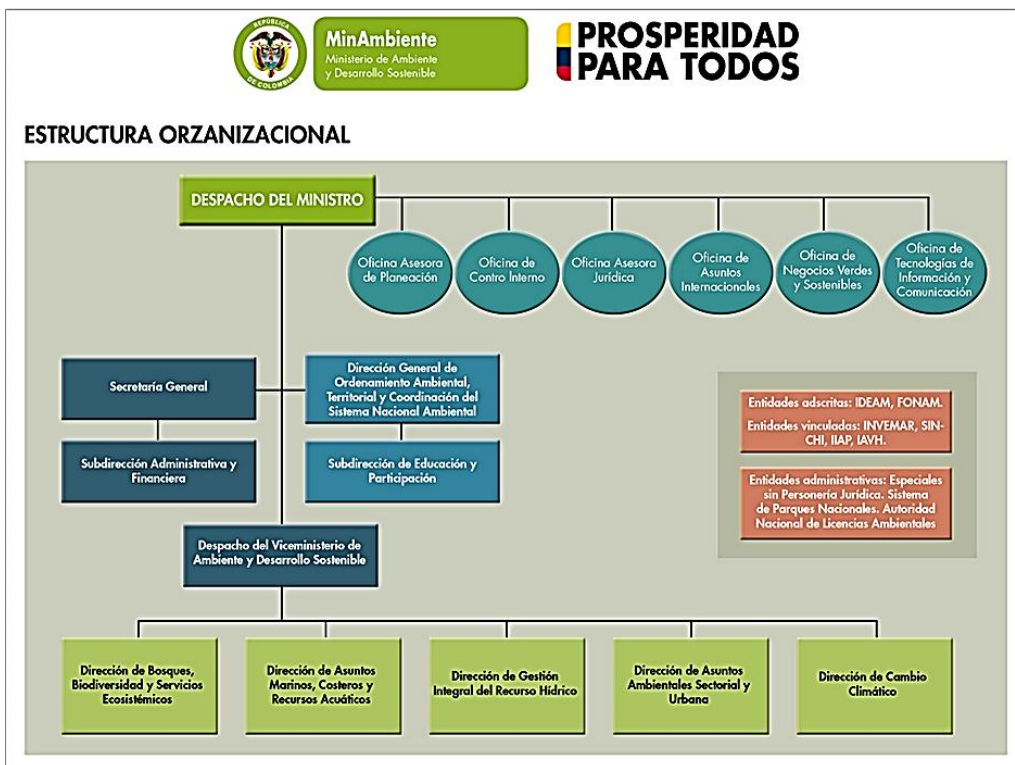 REPÚBLICA
DE COLOMBIA
MinAmbiente
Ministerio de Ambiente
y Desarrollo Sostenible
PROSPERIDAD
PARA TODOS
ESTRUCTURA ORZANIZACIONAL
DESPACHO DEL MINISTRO
Oficina Asesora
de Planeación
Oficina de
Contro Interno
Oficina Asesora
Jurídica
Oficina de
Asuntos
Internacionales
Oficina de
Negocios Verdes
y Sostenibles
Oficina de
Tecnologías de
Información y
Comunicación
Secretaría General
Dirección General de
Ordenamiento Ambiental,
Territorial y Coordinación del
Sistema Nacional Ambiental
Subdirección Administrativa y
Financiera
Subdirección de Educación y
Participación
Entidades adscritas: IDEAM, FONAM.
Entidades vinculadas: INVEMAR, SIN-
CHI, IIAP, IAVH.
Entidades administrativas: Especiales
sin Personería Jurídica. Sistema
de Parques Nacionales. Autoridad
Nacional de Licencias Ambientales
Despacho del Viceministerio de
Ambiente y Desarrollo Sostenible
Dirección de Bosques,
Biodiversidad y Servicios
Ecosistémicos
Dirección de Asuntos
Marinos, Costeros y
Recursos Acuáticos
Dirección de Gestión
Integral del Recurso Hídrico
Dirección de Asuntos
Ambientales Sectorial y
Urbana
Dirección de Cambio
Climático